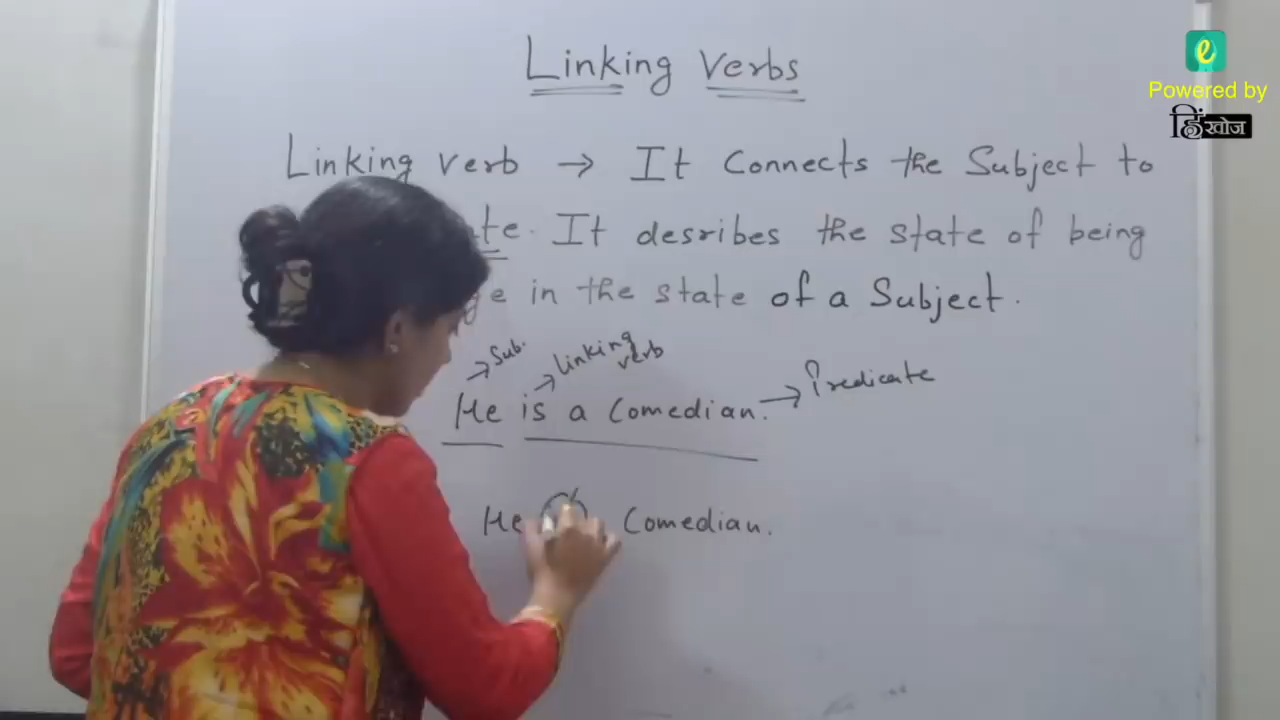 Linking Verbs
Powered by
हिंखोज
Linking verb → It Connects the Subject to
te. It desribes the state of being
ge in the state of a Subject.
→ Sub.
→ Linking verb
→ Predicate
He is a Comedian.
He Comedian.